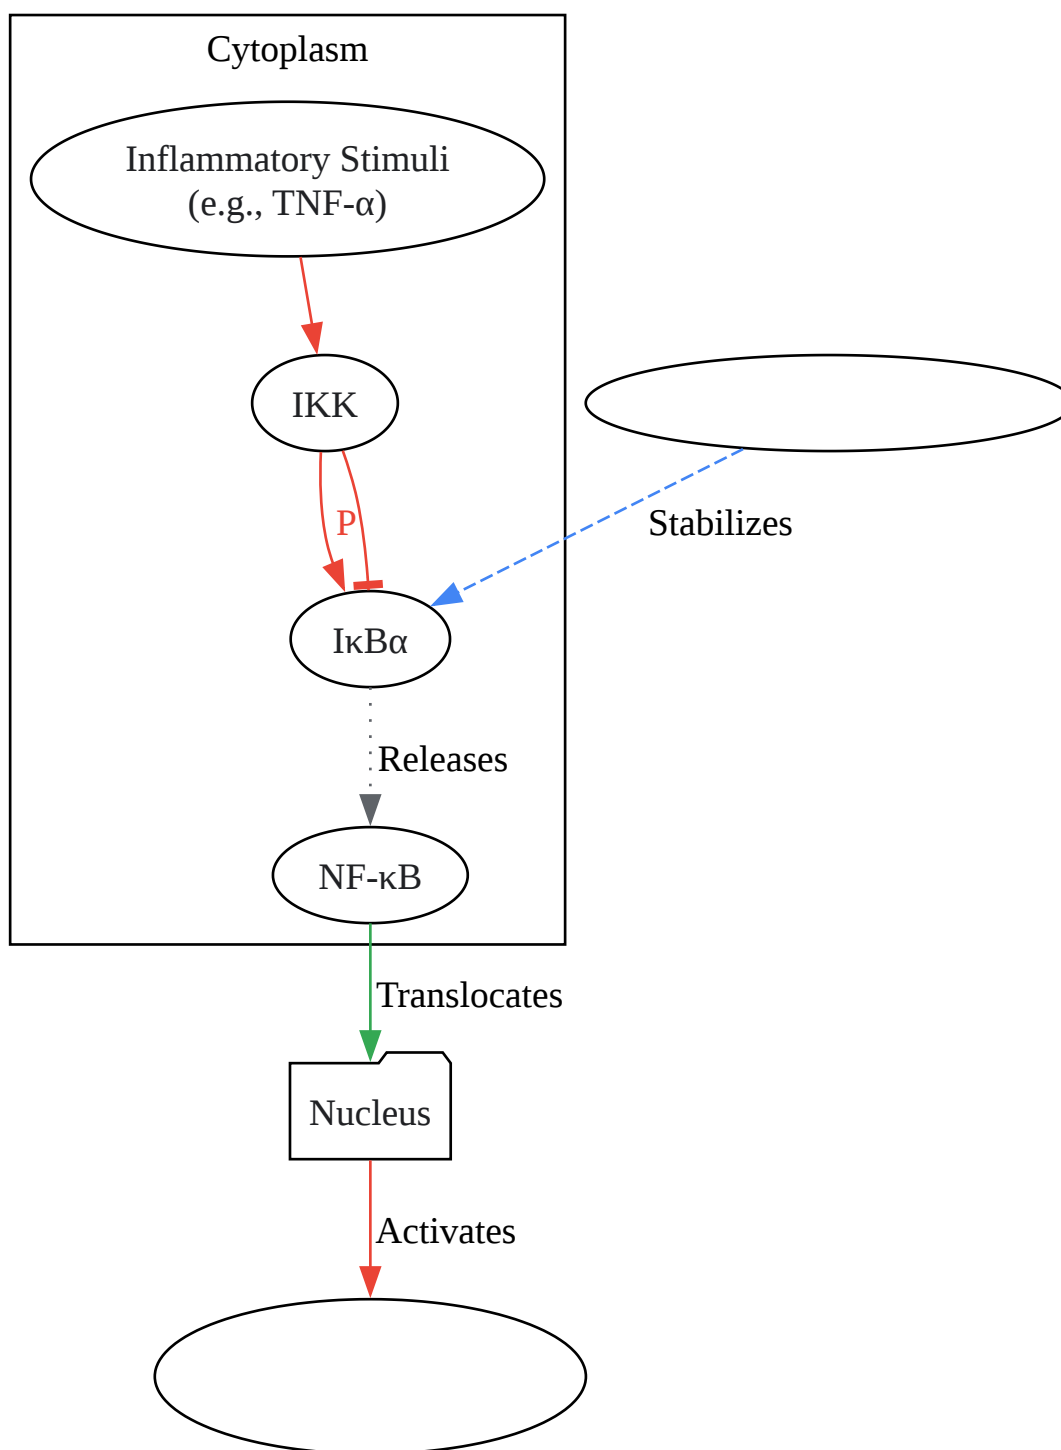 Cytoplasm
Inflammatory Stimuli
(e.g., TNF-α)
IKK
P
Stabilizes
IκBα
Releases
NF-κB
Translocates
Nucleus
Activates